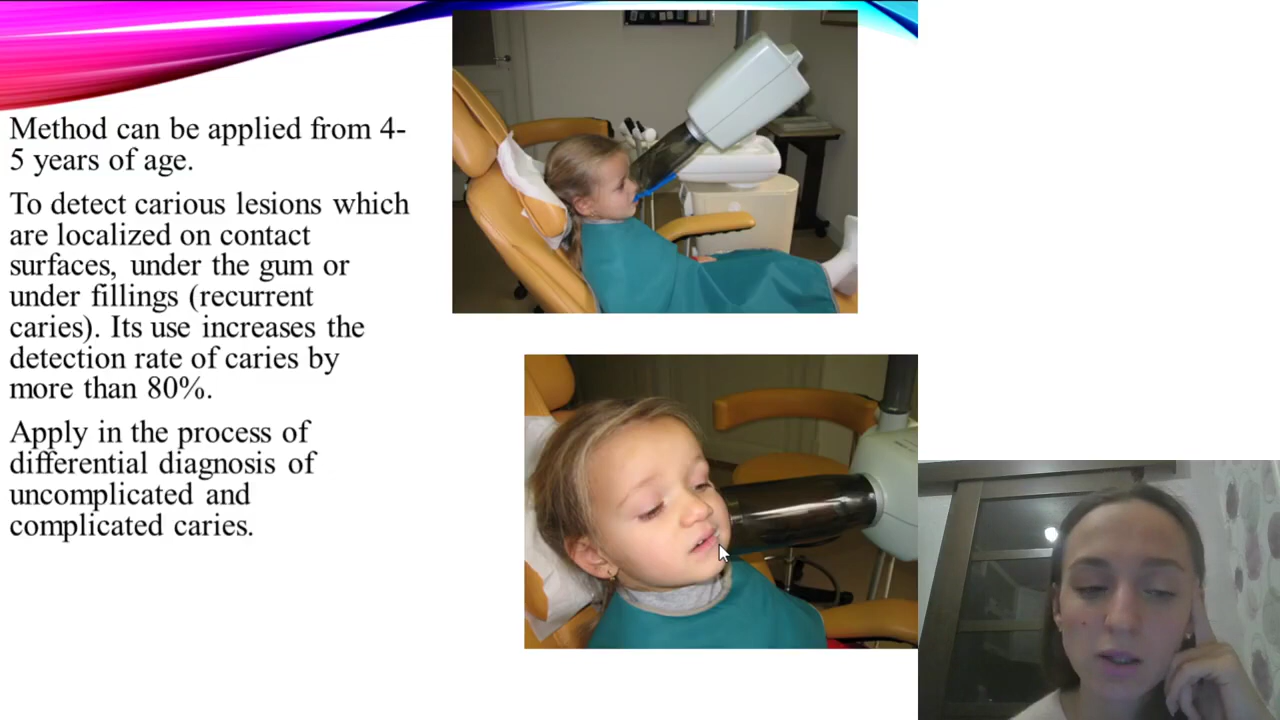 Method can be applied from 4-
5 years of age.
To detect carious lesions which
are localized on contact
surfaces, under the gum or
under fillings (recurrent
caries). Its use increases the
detection rate of caries by
more than 80%.
Apply in the process of
differential diagnosis of
uncomplicated and
complicated caries.